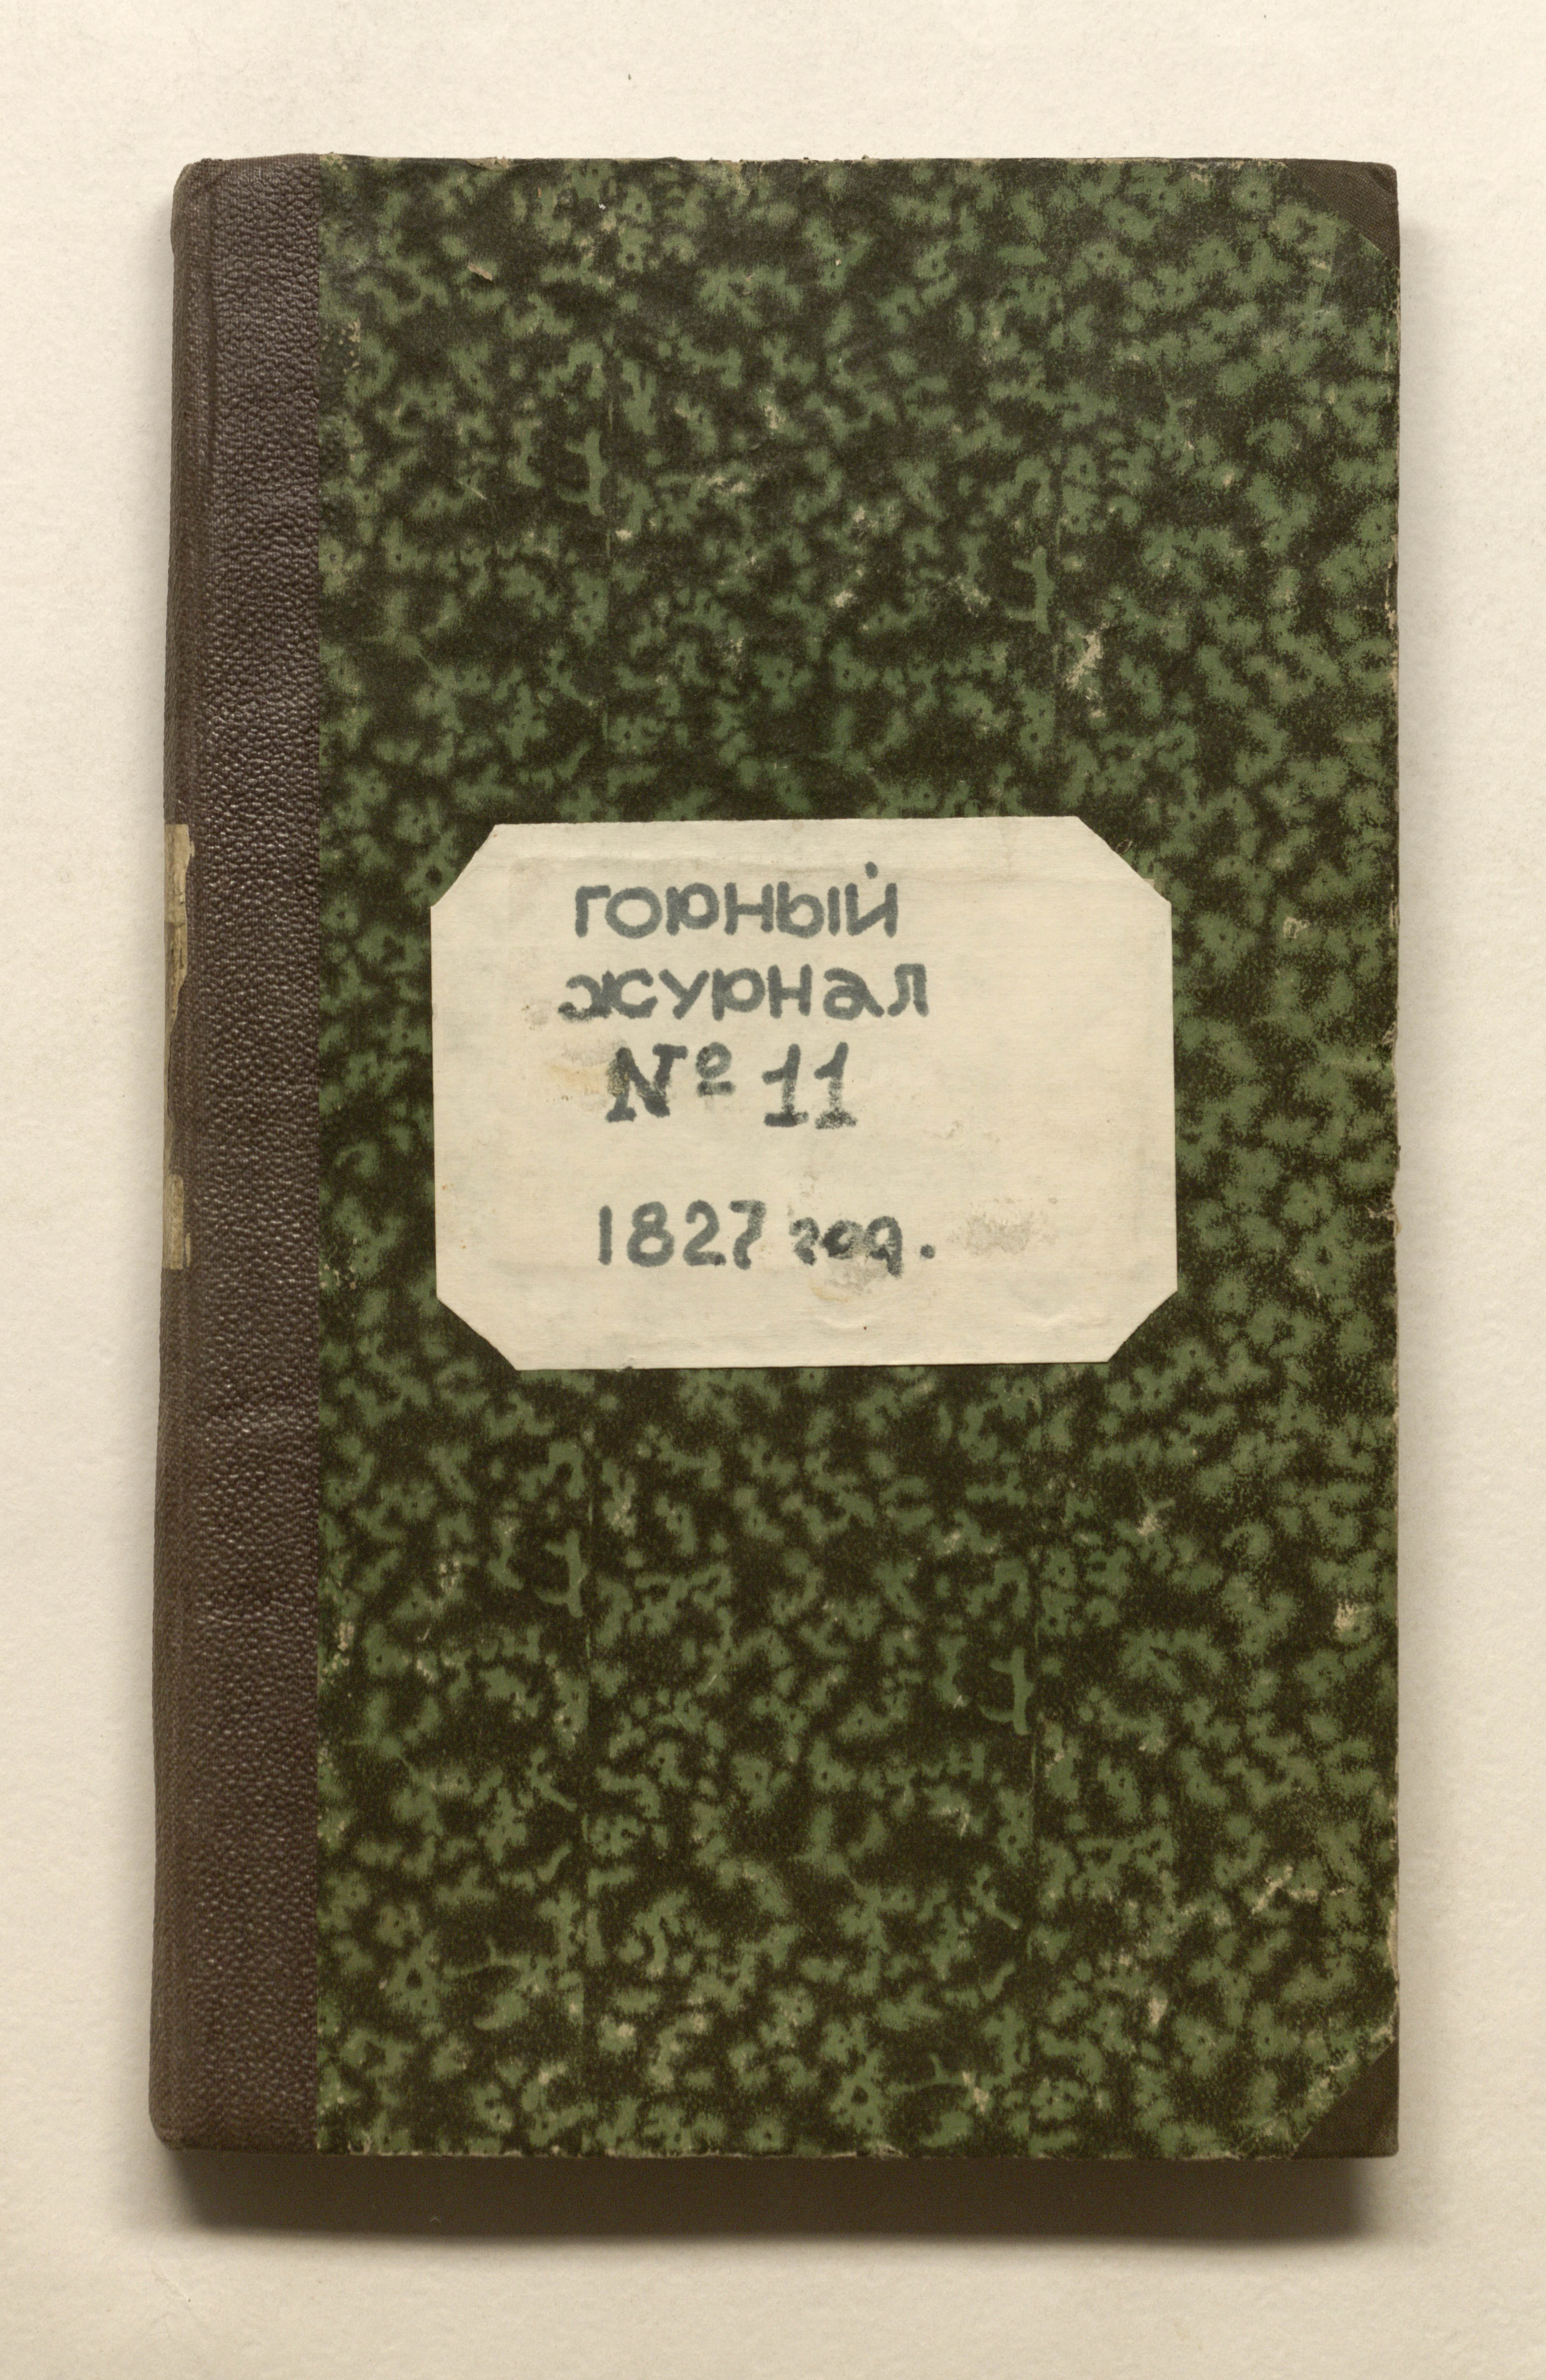 горный
журнал
№ 11
1827 год.